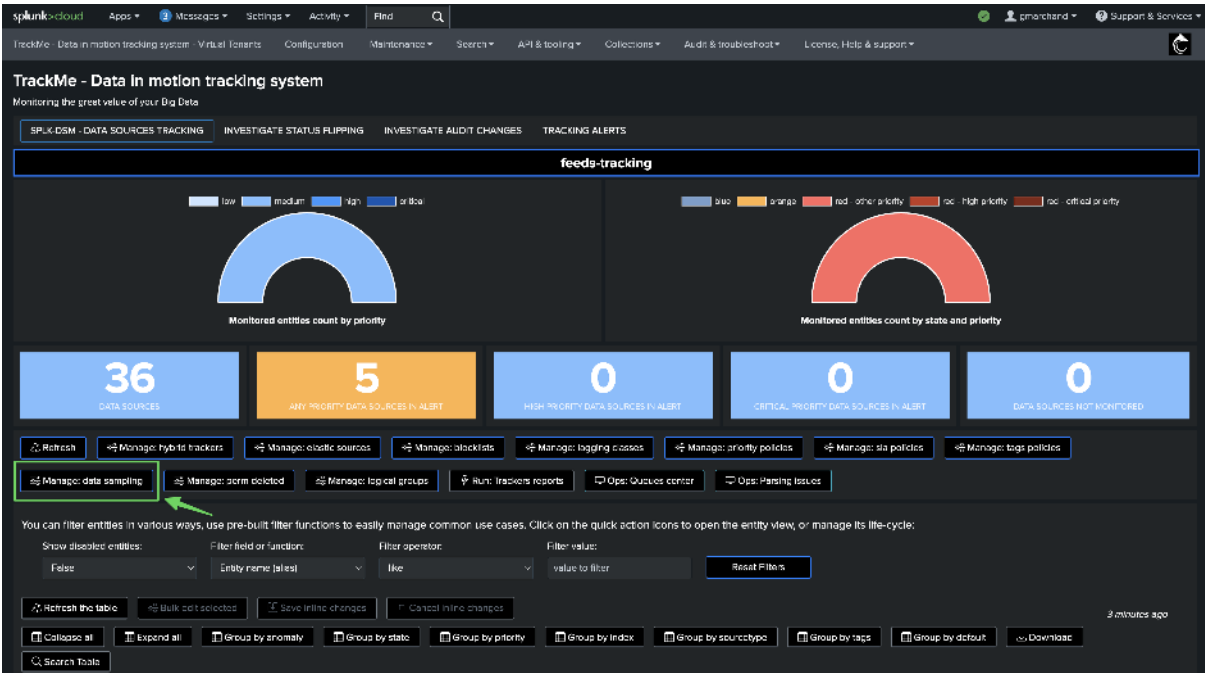 splunk>cloud Apps Messages 3 Settings Activity Find gmarchand Support & Services
TrackMe - Data in motion tracking system - Virtual Tenants Configuration Maintenance Search API & tooling Collections Audit & troubleshoot License, Help & support
TrackMe - Data in motion tracking system
Monitoring the great value of your Big Data
SPLK-DSM - DATA SOURCES TRACKING INVESTIGATE STATUS FLIPPING INVESTIGATE AUDIT CHANGES TRACKING ALERTS
feeds-tracking
low medium high critical
blue orange red - other priority red - high priority red - critical priority
Monitored entities count by priority
Monitored entities count by state and priority
36 5 0 0 0
DATA SOURCES ANY PRIORITY DATA SOURCES IN ALERT HIGH PRIORITY DATA SOURCES IN ALERT CRITICAL PRIORITY DATA SOURCES IN ALERT DATA SOURCES NOT MONITORED
Refresh Manage: hybrid trackers Manage: elastic sources Manage: blacklists Manage: logging classes Manage: priority policies Manage: sla policies Manage: tags policies
Manage: data sampling Manage: perm deleted Manage: logical groups Run: Trackers reports Ops: Queues center Ops: Parsing issues
You can filter entities in various ways, use pre-built filter functions to easily manage common use cases. Click on the quick action icons to open the entity view, or manage its life-cycle:
Show disabled entities: Filter field or function: Filter operator: Filter value:
False Entity name (alias) like value to filter Reset Filters
Refresh the table Bulk edit selected Save inline changes Cancel inline changes
3 minutes ago
Collapse all Expand all Group by anomaly Group by state Group by priority Group by index Group by sourcetype Group by tags Group by default Download
Search Table